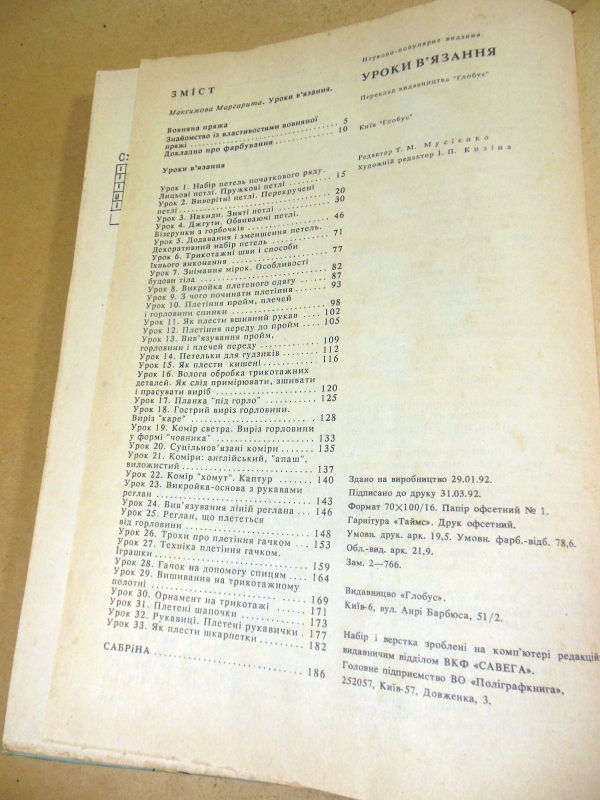 ЗМІСТ
Максимова Маргарита. Уроки в'язання.
Вовняна пряжа 5
Знайомство із властивостями вовняної
пряжі 10
Докладно про фарбування
Уроки в'язання
Урок 1. Набір петель початкового ряду.
Лицьові петлі. Пружкові петлі 15
Урок 2. Виворітні петлі. Перекручені
петлі 20
Урок 3. Накиди. Зняті петлі 30
Урок 4. Джгути. Обвиваючі петлі.
Візерунки з горбочків 46
Урок 5. Додавання і зменшення петель.
Декоративний набір петель 71
Урок 6. Трикотажні шви і способи
їхнього виконання 77
Урок 7. Знімання мірок. Особливості
будови тіла 82
Урок 8. Викройка плетеного одягу 87
Урок 9. З чого починати плетіння 93
Урок 10. Плетіння пройм, плечей
і горловини спинки 98
Урок 11. Як плести вшивний рукав 102
Урок 12. Плетіння переду до пройм 105
Урок 13. Вив'язування пройм,
горловини і плечей переду 109
Урок 14. Петельки для гудзиків 112
Урок 15. Як плести кишені 116
Урок 16. Волога обробка трикотажних
деталей. Як слід примірювати, зшивати
і прасувати виріб 120
Урок 17. Планка "під горло" 125
Урок 18. Гострий виріз горловини.
Виріз "каре" 128
Урок 19. Комір светра. Виріз горловини
у формі "човника" 133
Урок 20. Суцільнов'язані коміри 135
Урок 21. Коміри: англійський, "апаш",
виложистий 137
Урок 22. Комір "хомут". Каптур 140
Урок 23. Викройка-основа з рукавами
реглан 143
Урок 24. Вив'язування ліній реглана 146
Урок 25. Реглан, що плететься
від горловини 148
Урок 26. Трохи про плетіння гачком 153
Урок 27. Техніка плетіння гачком.
Іграшки 159
Урок 28. Гачок на допомогу спицям 164
Урок 29. Вишивання на трикотажному
полотні 169
Урок 30. Орнамент на трикотажі 171
Урок 31. Плетені шапочки 173
Урок 32. Рукавиці. Плетені рукавички 177
Урок 33. Як плести шкарпетки 182
САБРіНА 186
Науково-популярне видання
УРОКИ В'ЯЗАННЯ
Переклад видавництва "Глобус"
Київ "Глобус"
Редактор Т. М. Мусієнко
Художній редактор І. П. Козіна
Здано на виробництво 29.01.92.
Підписано до друку 31.03.92.
Формат 70×100/16. Папір офсетний № 1.
Гарнітура «Таймс». Друк офсетний.
Умовн. друк. арк. 19,5. Умовн. фарб.-відб. 78,6.
Обл.-вид. арк. 21,9.
Зам. 2—766.
Видавництво «Глобус».
Київ-6, вул. Анрі Барбюса, 51/2.
Набір і верстка зроблені на комп'ютері редакцій
видавничим відділом ВКФ «САВЕГА».
Головне підприємство ВО «Поліграфкнига»,
252057, Київ-57, Довженка, 3.